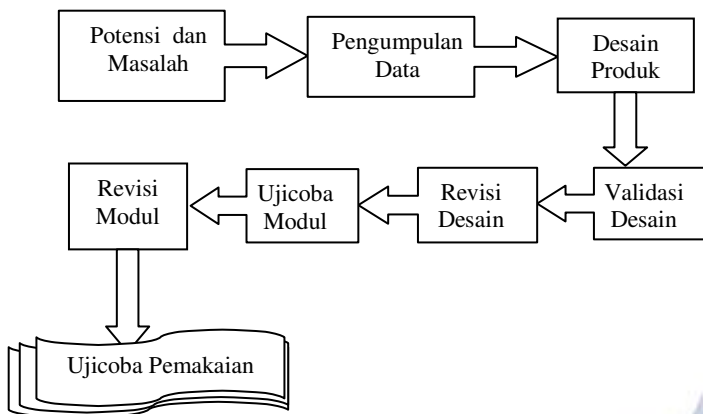 Potensi dan
Masalah
Pengumpulan
Data
Desain
Produk
Validasi
Desain
Revisi
Desain
Ujicoba
Modul
Revisi
Modul
Ujicoba Pemakaian